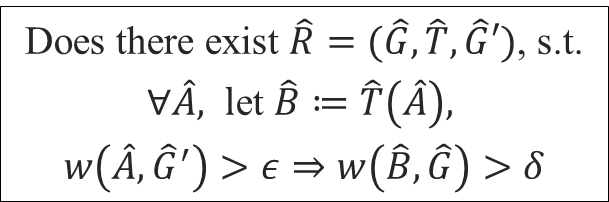 Does there exist R̂ = (Ĝ, T̂, Ĝ′), s.t.
∀Â, let B̂ ≔ T̂(Â),
w(Â, Ĝ′) > ϵ ⇒ w(B̂, Ĝ) > δ